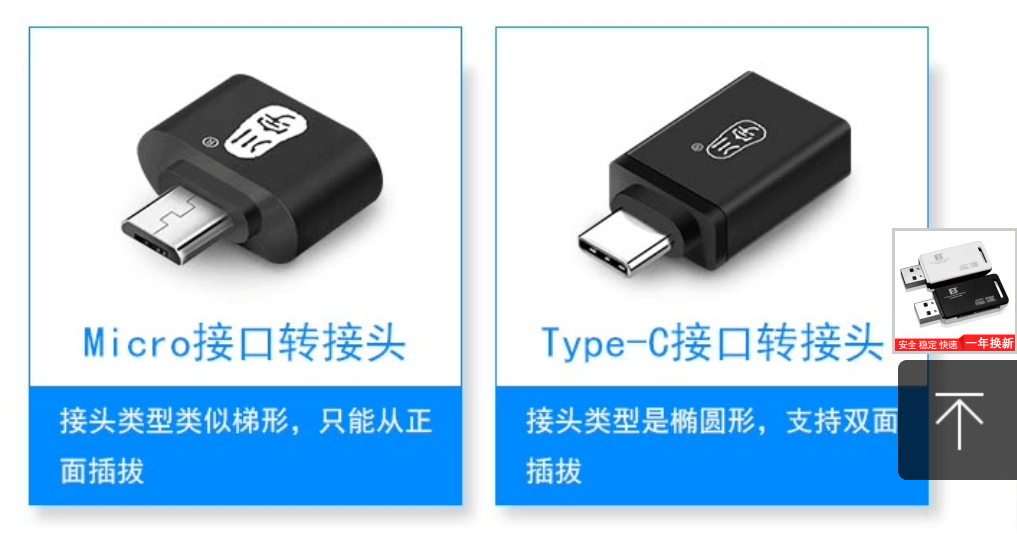 Micro接口转接头
接头类型类似梯形，只能从正
面插拔
Type-C接口转接头
接头类型是椭圆形，支持双面
插拔
安全 稳定 快速 一年换新